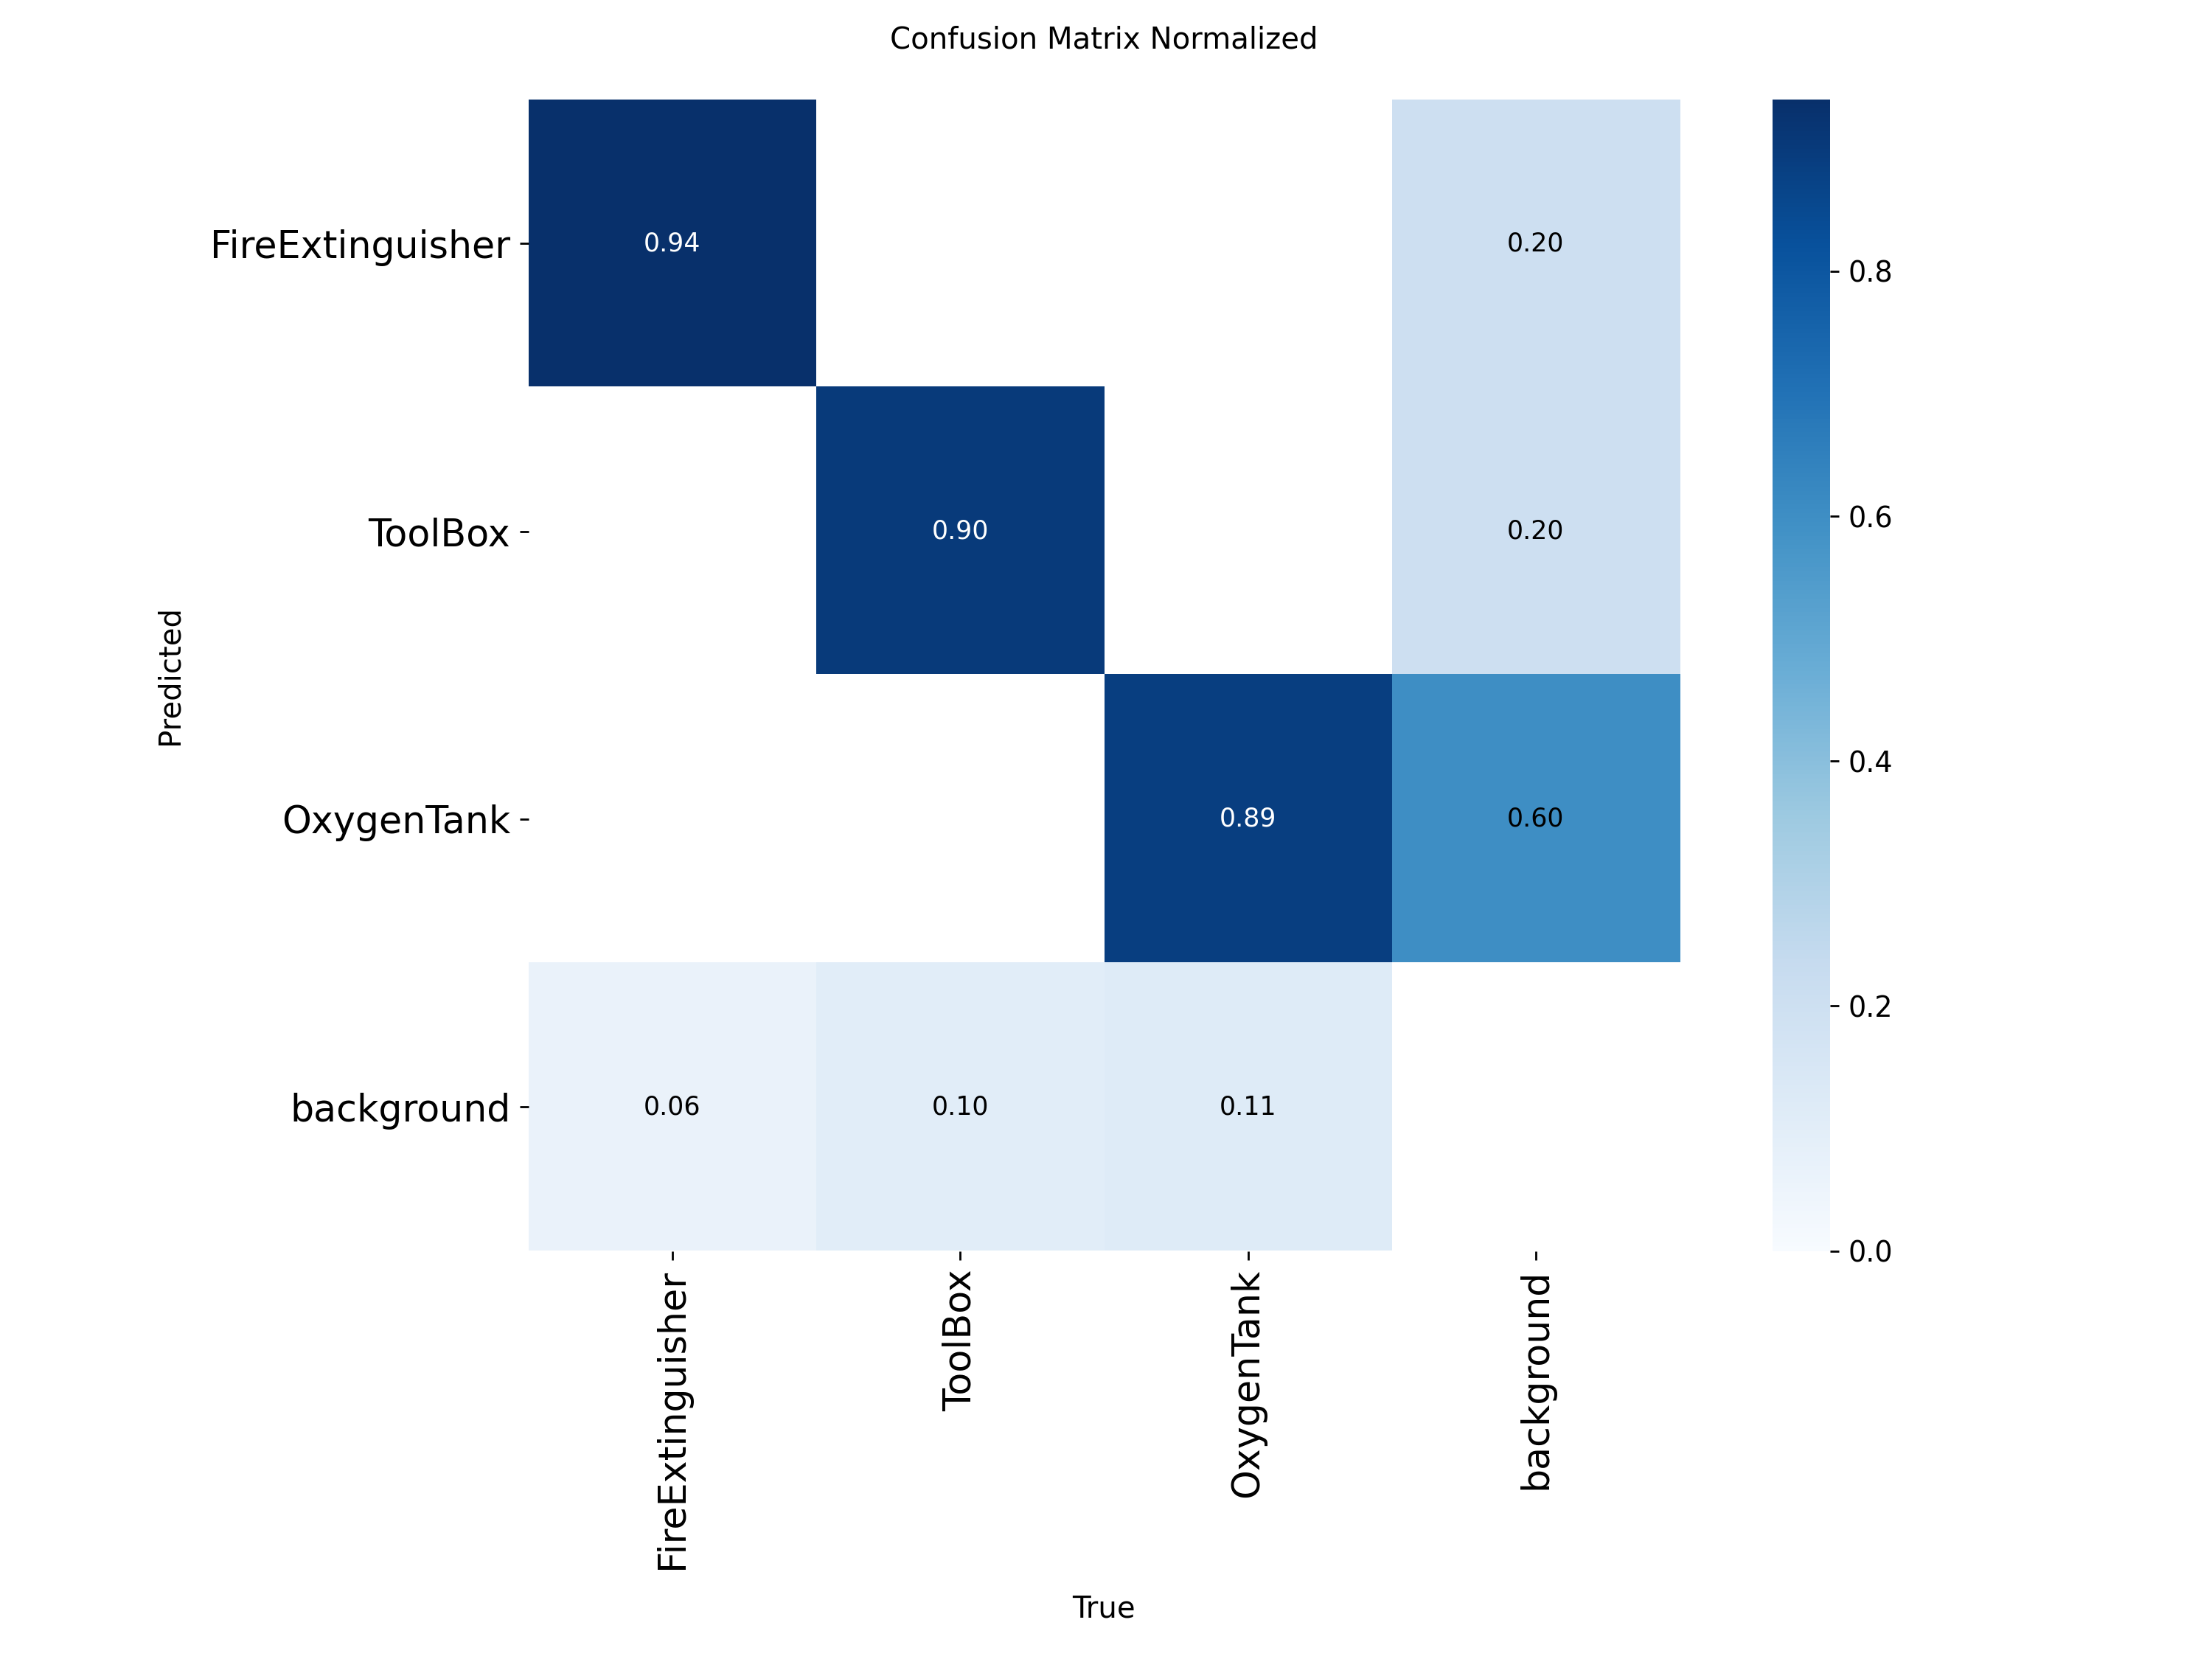 Confusion Matrix Normalized
FireExtinguisher
0.94
0.20
ToolBox
0.90
0.20
OxygenTank
0.89
0.60
background
0.06
0.10
0.11
Predicted
FireExtinguisher
ToolBox
OxygenTank
background
True
0.8
0.6
0.4
0.2
0.0